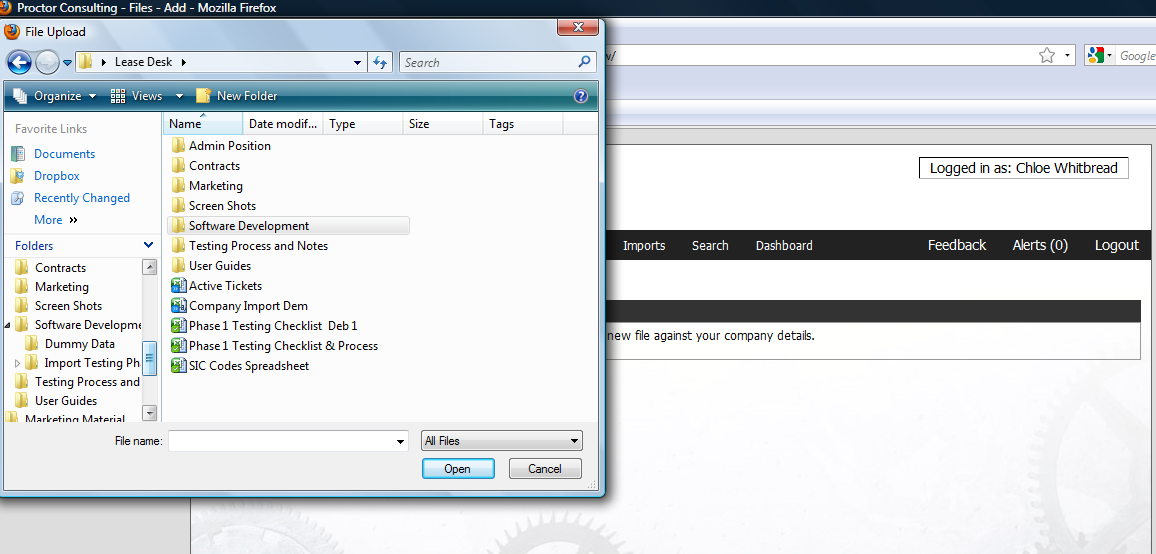 Proctor Consulting - Files - Add - Mozilla Firefox
File Upload
Lease Desk
Search
w/
Google
Organize
Views
New Folder
?
Favorite Links
Documents
Dropbox
Recently Changed
More »
Folders
Contracts
Marketing
Screen Shots
Software Developme
Dummy Data
Import Testing Ph
Testing Process and
User Guides
Marketing Material
Name
Date modif...
Type
Size
Tags
Admin Position
Contracts
Marketing
Screen Shots
Software Development
Testing Process and Notes
User Guides
Active Tickets
Company Import Dem
Phase 1 Testing Checklist Deb 1
Phase 1 Testing Checklist & Process
SIC Codes Spreadsheet
File name:
All Files
Open
Cancel
Logged in as: Chloe Whitbread
Imports
Search
Dashboard
Feedback
Alerts (0)
Logout
new file against your company details.